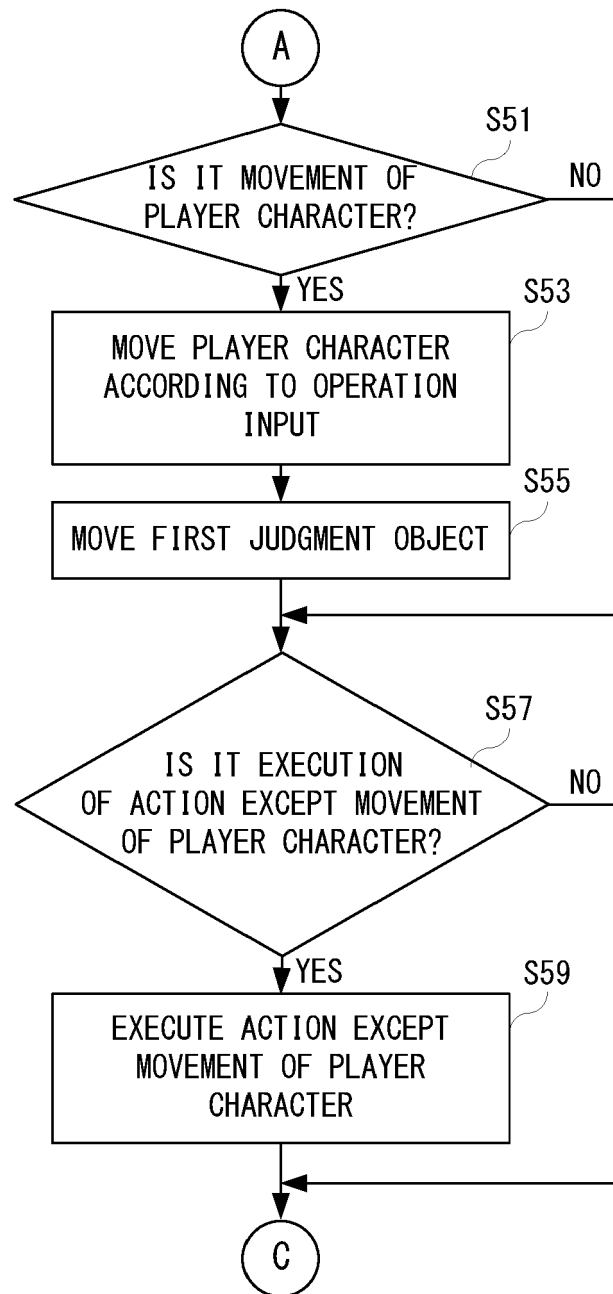 A
S51
IS IT MOVEMENT OF
PLAYER CHARACTER?
NO
YES
S53
MOVE PLAYER CHARACTER
ACCORDING TO OPERATION
INPUT
S55
MOVE FIRST JUDGMENT OBJECT
S57
IS IT EXECUTION
OF ACTION EXCEPT MOVEMENT
OF PLAYER CHARACTER?
NO
YES
S59
EXECUTE ACTION EXCEPT
MOVEMENT OF PLAYER
CHARACTER
C